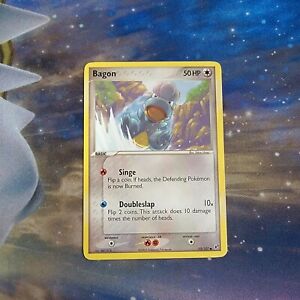 Bagon
50 HP
BASIC
Singe
Flip a coin. If heads, the Defending Pokémon
is now Burned.
Doubleslap 10x
Flip 2 coins. This attack does 10 damage
times the number of heads.